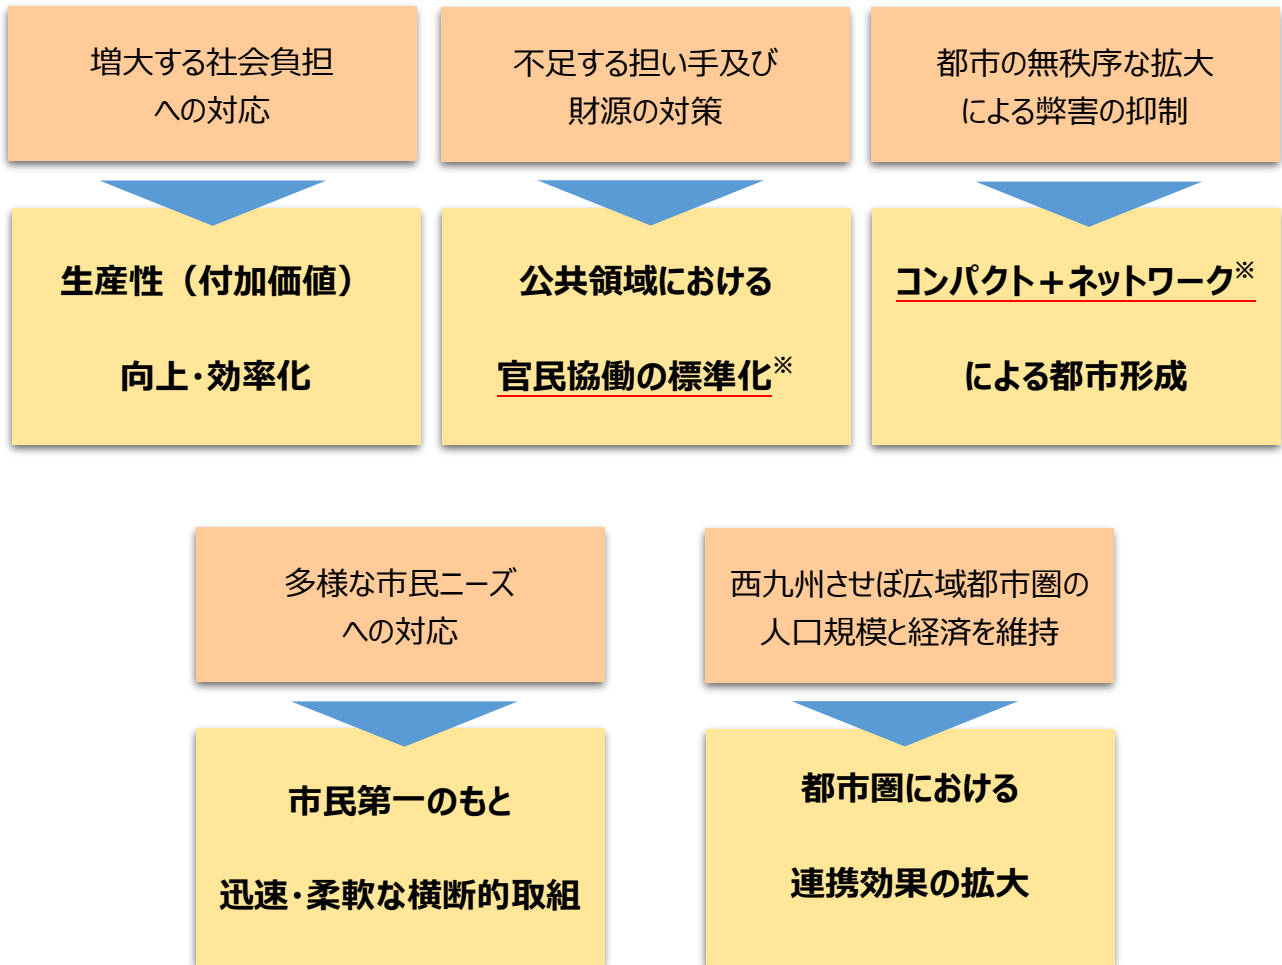 増大する社会負担
への対応
不足する担い手及び
財源の対策
都市の無秩序な拡大
による弊害の抑制
生産性（付加価値）
向上・効率化
公共領域における
官民協働の標準化※
コンパクト＋ネットワーク※
による都市形成
多様な市民ニーズ
への対応
西九州させぼ広域都市圏の
人口規模と経済を維持
市民第一のもと
迅速・柔軟な横断的取組
都市圏における
連携効果の拡大